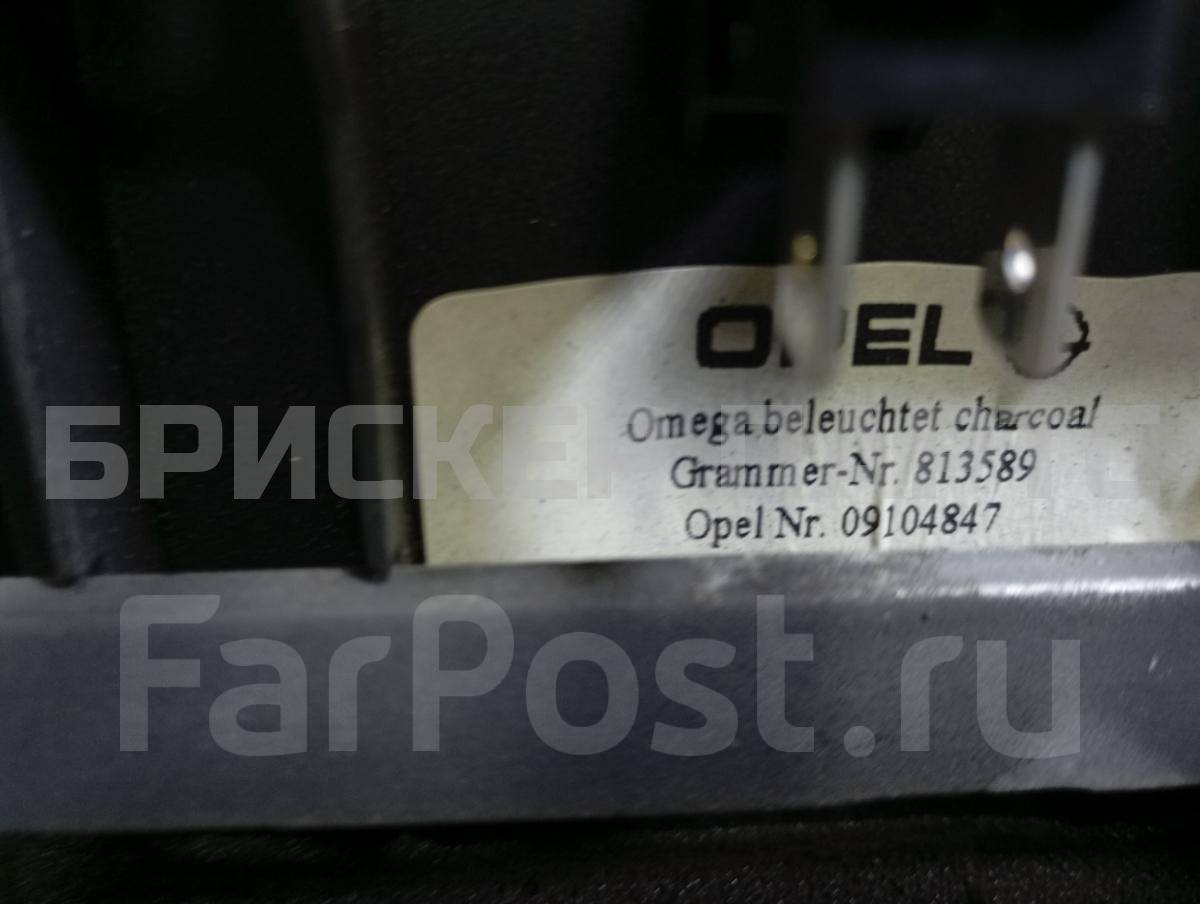 OPEL
Omega beleuchtet charcoal
Grammer-Nr. 813589
Opel Nr. 09104847
FarPost.ru